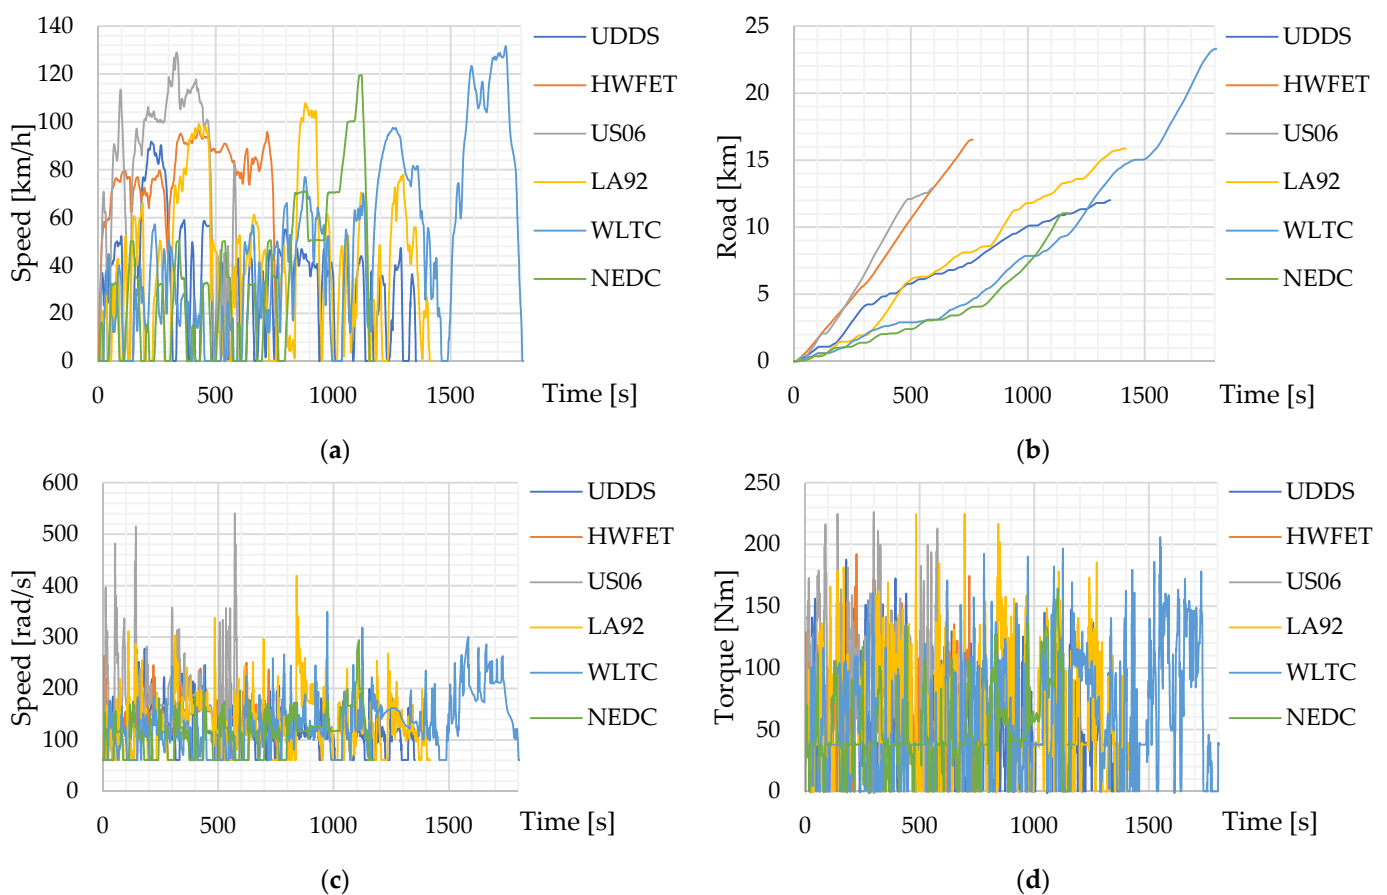 Speed [km/h]
140
120
100
80
60
40
20
0
0 500 1000 1500 Time [s]
UDDS
HWFET
US06
LA92
WLTC
NEDC
(a)
Road [km]
25
20
15
10
5
0
0 500 1000 1500 Time [s]
UDDS
HWFET
US06
LA92
WLTC
NEDC
(b)
Speed [rad/s]
600
500
400
300
200
100
0
0 500 1000 1500 Time [s]
UDDS
HWFET
US06
LA92
WLTC
NEDC
(c)
Torque [Nm]
250
200
150
100
50
0
0 500 1000 1500 Time [s]
UDDS
HWFET
US06
LA92
WLTC
NEDC
(d)